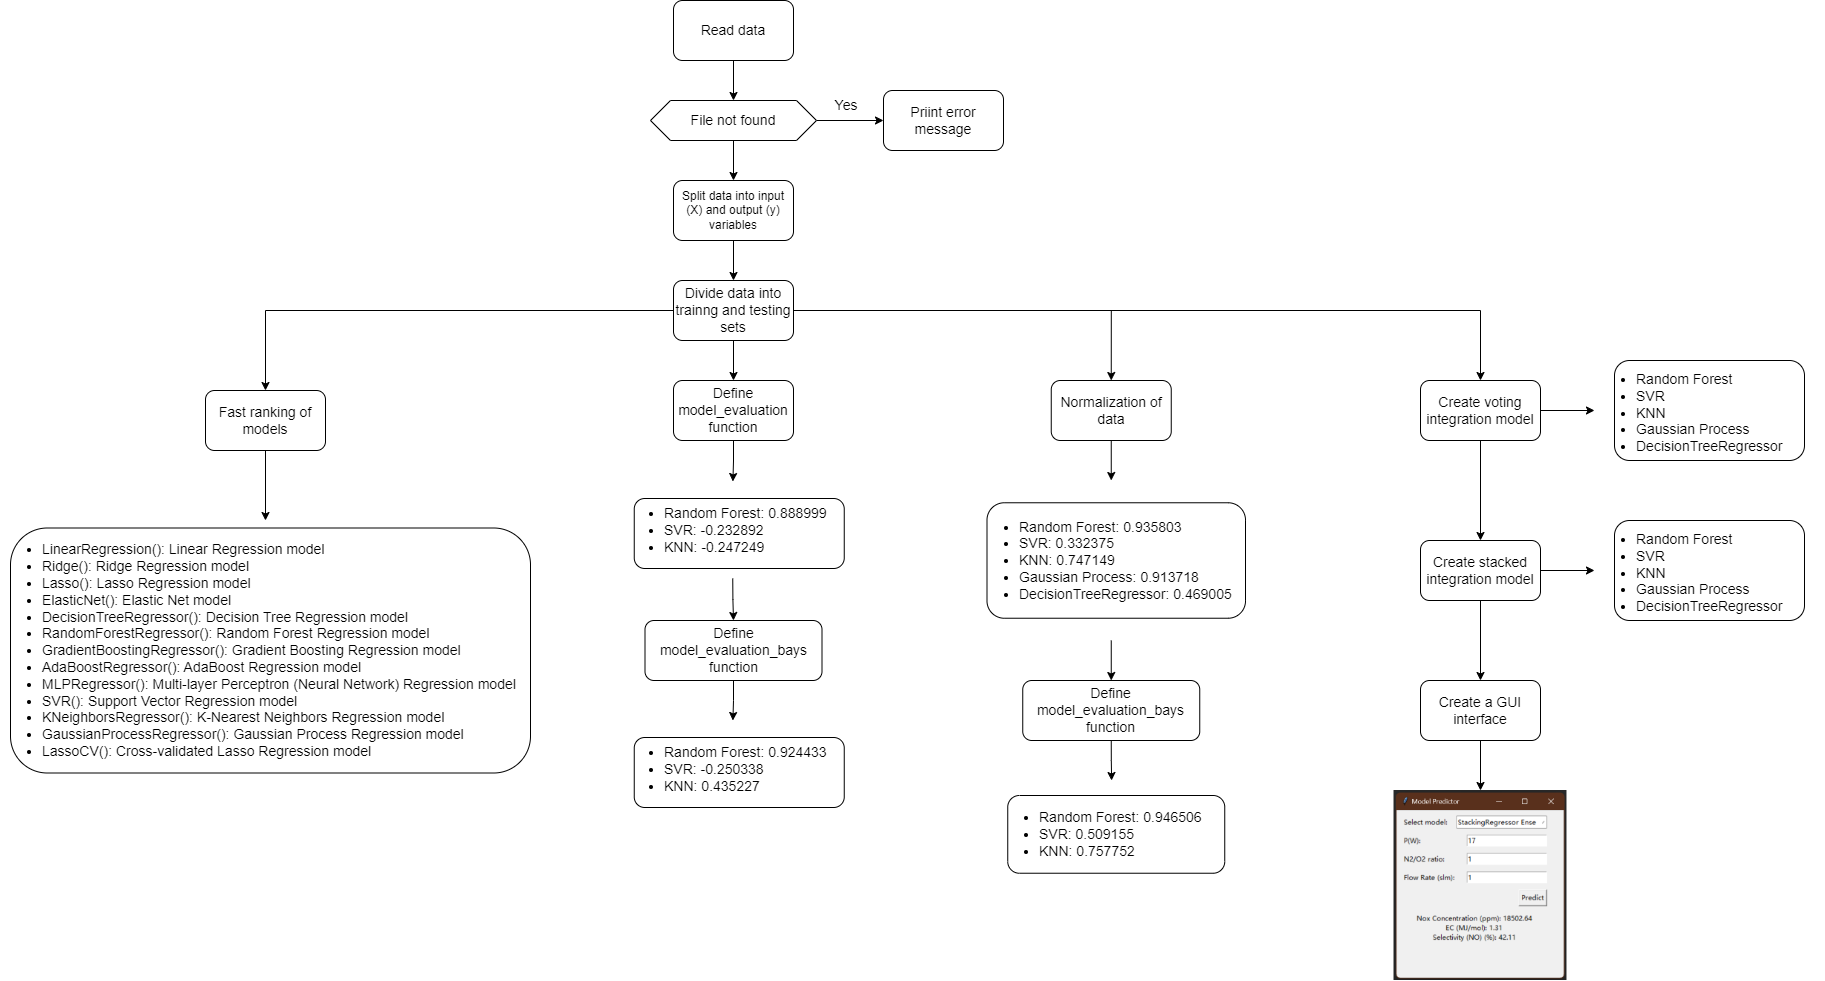 Read data
File not found
Yes
Priint error
message
Split data into input
(X) and output (y)
variables
Divide data into
trainng and testing
sets
Fast ranking of
models
LinearRegression(): Linear Regression model
Ridge(): Ridge Regression model
Lasso(): Lasso Regression model
ElasticNet(): Elastic Net model
DecisionTreeRegressor(): Decision Tree Regression model
RandomForestRegressor(): Random Forest Regression model
GradientBoostingRegressor(): Gradient Boosting Regression model
AdaBoostRegressor(): AdaBoost Regression model
MLPRegressor(): Multi-layer Perceptron (Neural Network) Regression model
SVR(): Support Vector Regression model
KNeighborsRegressor(): K-Nearest Neighbors Regression model
GaussianProcessRegressor(): Gaussian Process Regression model
LassoCV(): Cross-validated Lasso Regression model
Define
model_evaluation
function
Random Forest: 0.888999
SVR: -0.232892
KNN: -0.247249
Define
model_evaluation_bays
function
Random Forest: 0.924433
SVR: -0.250338
KNN: 0.435227
Normalization of
data
Random Forest: 0.935803
SVR: 0.332375
KNN: 0.747149
Gaussian Process: 0.913718
DecisionTreeRegressor: 0.469005
Define
model_evaluation_bays
function
Random Forest: 0.946506
SVR: 0.509155
KNN: 0.757752
Create voting
integration model
Random Forest
SVR
KNN
Gaussian Process
DecisionTreeRegressor
Create stacked
integration model
Random Forest
SVR
KNN
Gaussian Process
DecisionTreeRegressor
Create a GUI
interface
Model Predictor
Select model: StackingRegressor Ense
P(W): 17
N2/O2 ratio: 1
Flow Rate (slm): 1
Predict
Nox Concentration (ppm): 18502.64
EC (MJ/mol): 1.31
Selectivity (NO) (%): 42.11